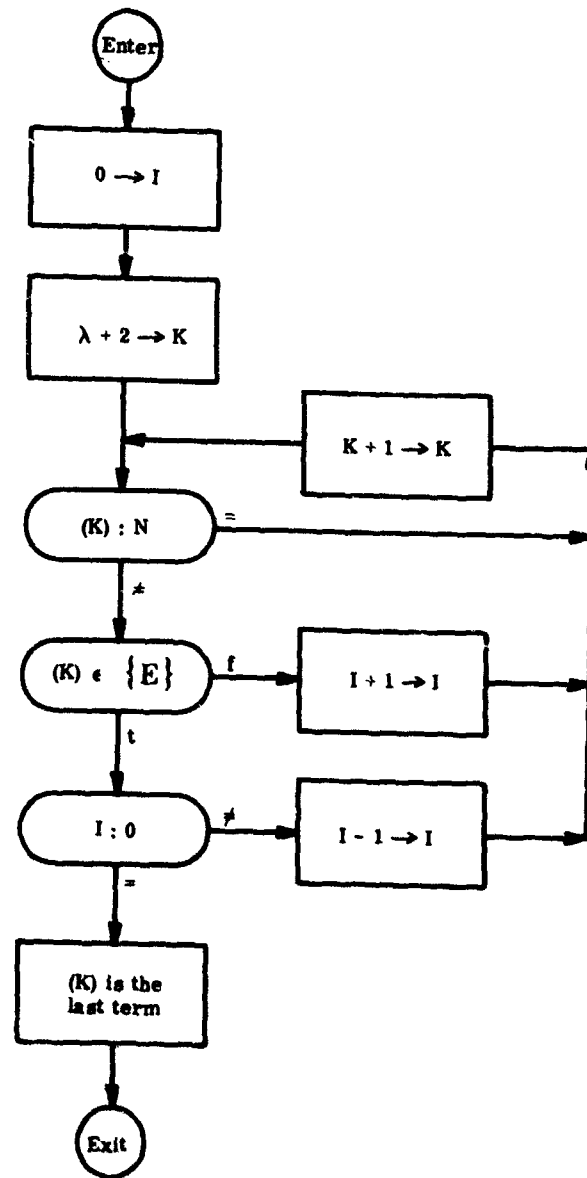 Enter
0 → I
λ + 2 → K
K + 1 → K
(K) : N
=
≠
(K) ϵ {E}
f
I + 1 → I
t
I : 0
≠
I - 1 → I
=
(K) is the
last term
Exit